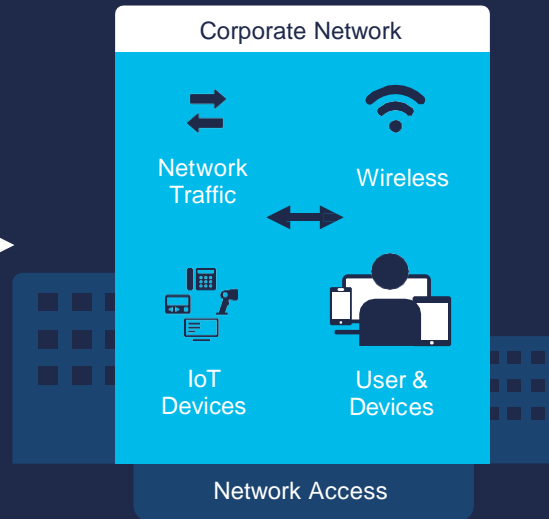 Corporate Network
Network
Traffic
Wireless
IoT
Devices
User &
Devices
Network Access